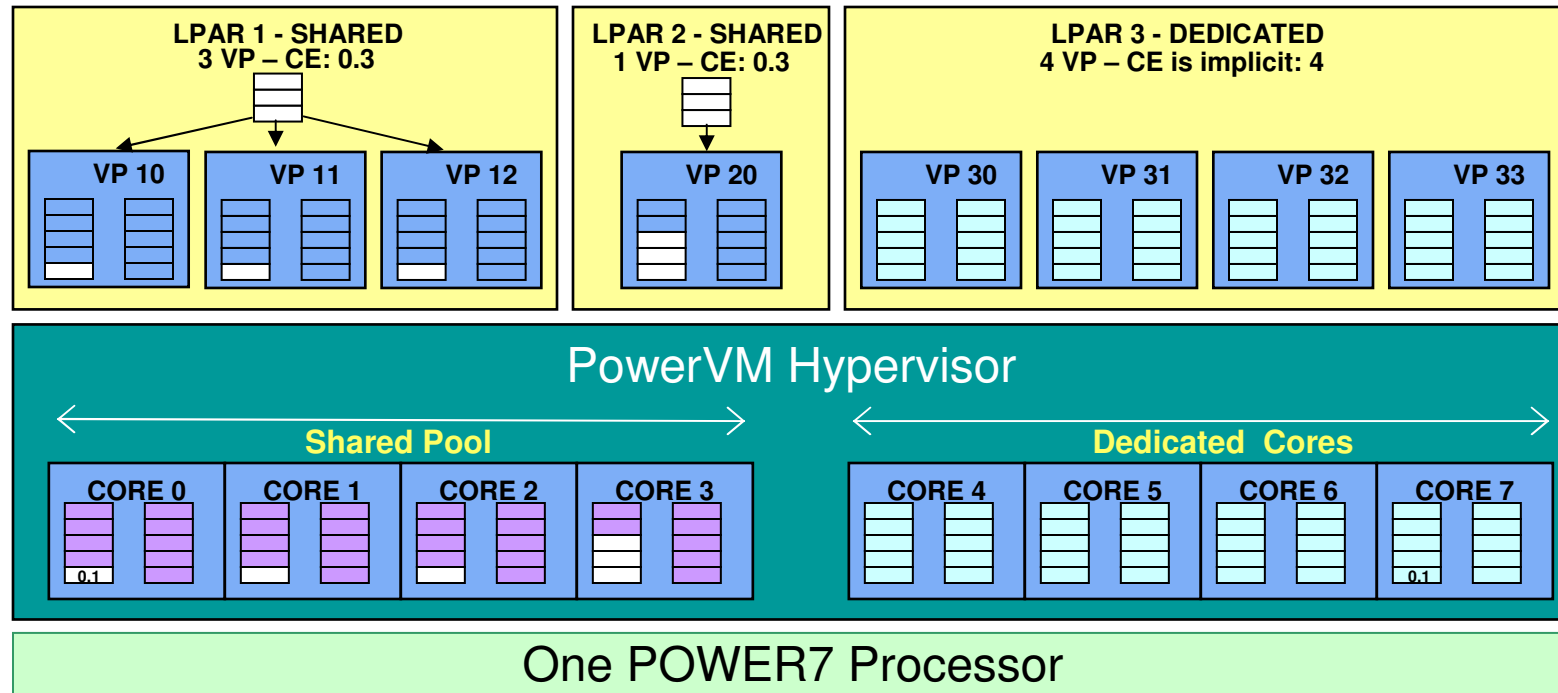 LPAR 1 - SHARED
3 VP – CE: 0.3
LPAR 2 - SHARED
1 VP – CE: 0.3
LPAR 3 - DEDICATED
4 VP – CE is implicit: 4
VP 10
VP 11
VP 12
VP 20
VP 30
VP 31
VP 32
VP 33
PowerVM Hypervisor
Shared Pool
Dedicated Cores
CORE 0
CORE 1
CORE 2
CORE 3
CORE 4
CORE 5
CORE 6
CORE 7
0.1
0.1
One POWER7 Processor